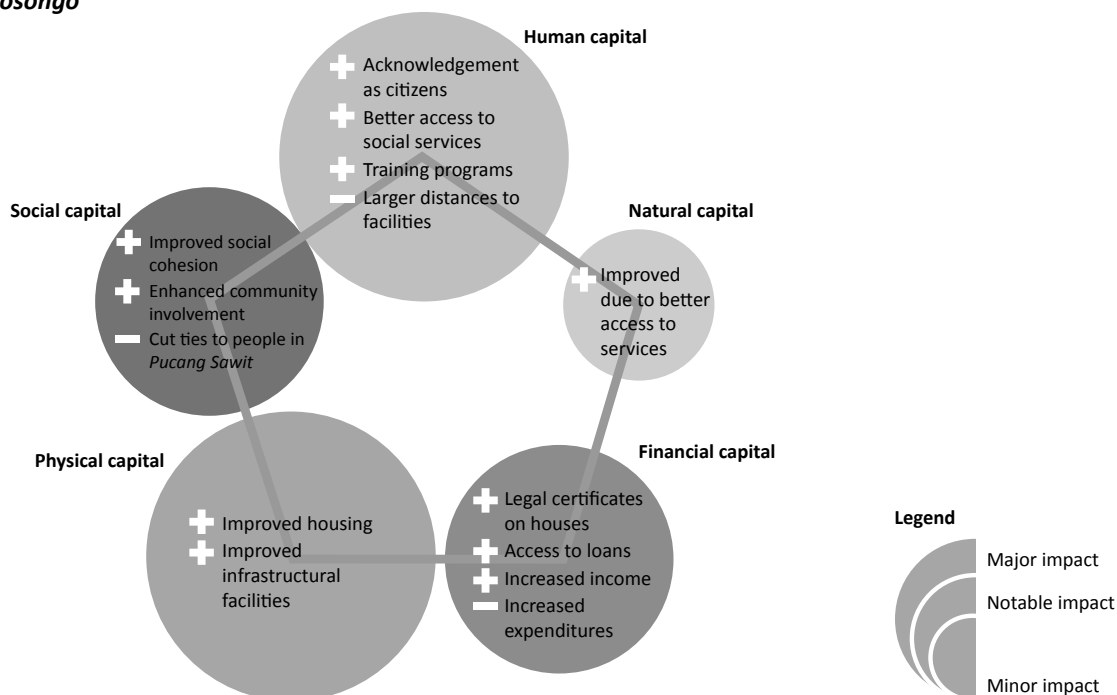 Human capital
Acknowledgement
as citizens
Better access to
social services
Training programs
Larger distances to
facilities
Social capital
Improved social
cohesion
Enhanced community
involvement
Cut ties to people in
Pucang Sawit
Natural capital
Improved
due to better
access to
services
Physical capital
Improved housing
Improved
infrastructural
facilities
Financial capital
Legal certificates
on houses
Access to loans
Increased income
Increased
expenditures
Legend
Major impact
Notable impact
Minor impact